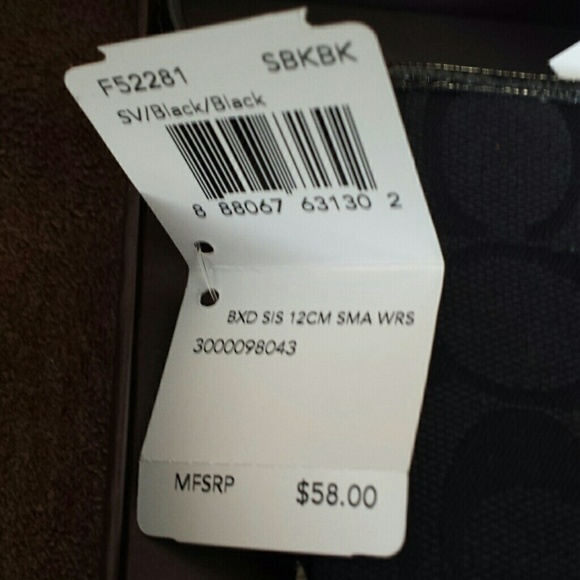 F52281 SBKBK
SV/Black/Black
8 88067 63130 2
BXD SIS 12CM SMA WRS
3000098043
MFSRP $58.00